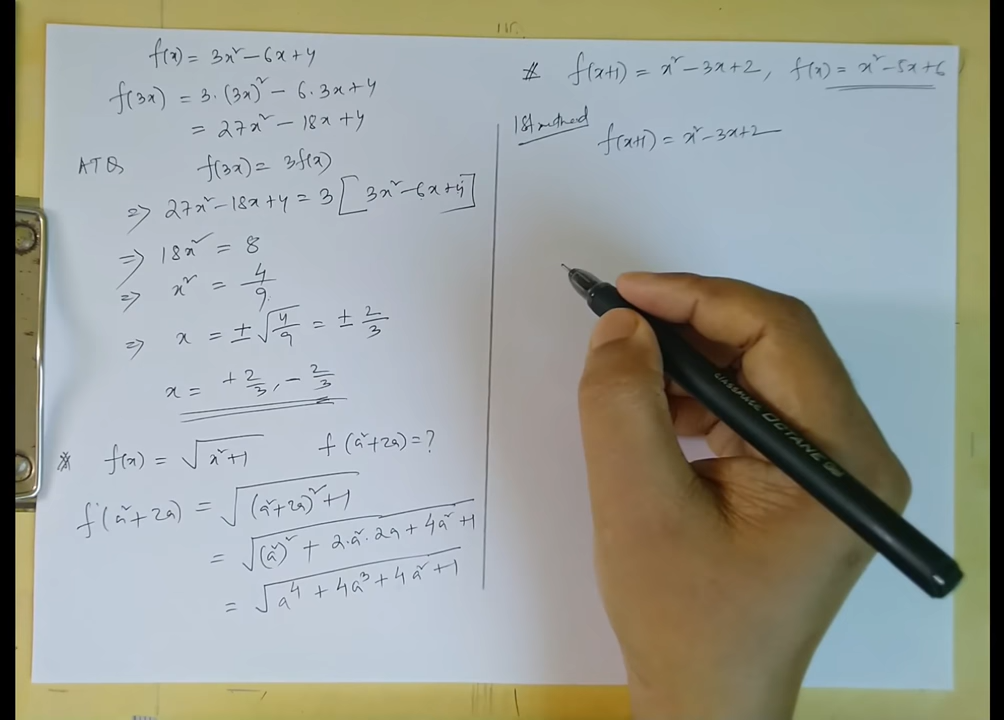 f(x) = 3x² - 6x + 4
f(3x) = 3·(3x)² - 6·3x + 4
= 27x² - 18x + 4
ATQ f(3x) = 3f(x)
=> 27x² - 18x + 4 = 3 [3x² - 6x + 4]
=> 18x² = 8
=> x² = 4/9
=> x = ± √(4/9) = ± 2/3
x = + 2/3, - 2/3
* f(x) = √(x²+1) f(a²+2a) = ?
f(a²+2a) = √((a²+2a)²+1)
= √((a²)² + 2·a²·2a + 4a² + 1)
= √(a⁴ + 4a³ + 4a² + 1)
* f(x+1) = x² - 3x + 2, f(x) = x² - 5x + 6
1st method
f(x+1) = x² - 3x + 2
CLASSMATE OCTANE